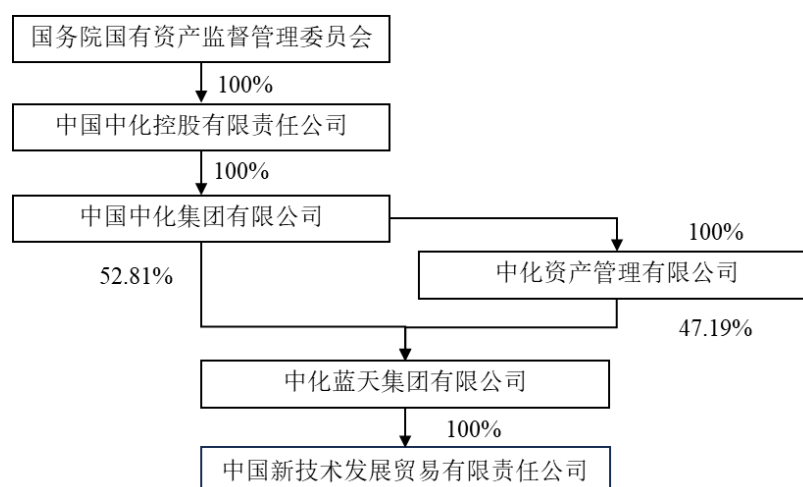 国务院国有资产监督管理委员会
100%
中国中化控股有限责任公司
100%
中国中化集团有限公司
100%
52.81%
中化资产管理有限公司
47.19%
中化蓝天集团有限公司
100%
中国新技术发展贸易有限责任公司